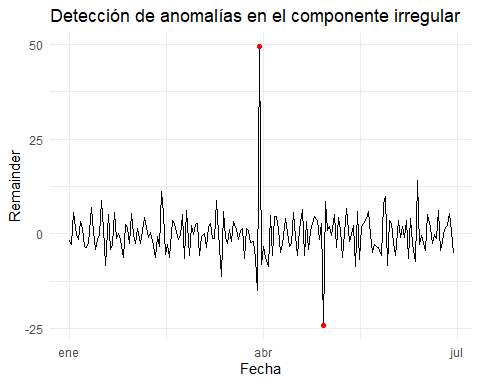 Detección de anomalías en el componente irregular
50
25
0
-25
Remainder
ene
abr
jul
Fecha